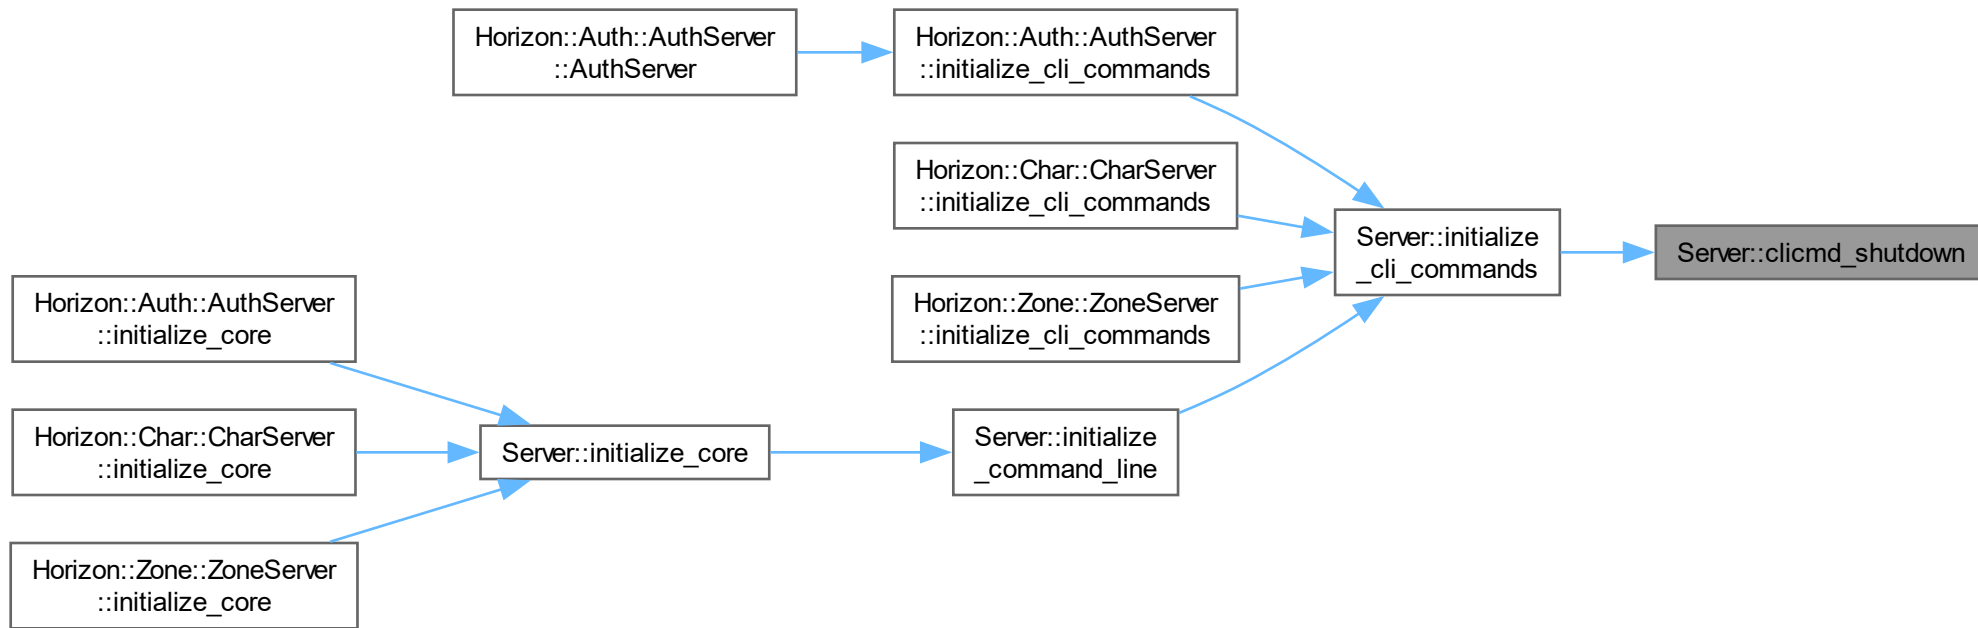 Horizon::Auth::AuthServer
::AuthServer
Horizon::Auth::AuthServer
::initialize_cli_commands
Horizon::Char::CharServer
::initialize_cli_commands
Server::initialize
_cli_commands
Server::clicmd_shutdown
Horizon::Zone::ZoneServer
::initialize_cli_commands
Horizon::Auth::AuthServer
::initialize_core
Horizon::Char::CharServer
::initialize_core
Server::initialize_core
Server::initialize
_command_line
Horizon::Zone::ZoneServer
::initialize_core